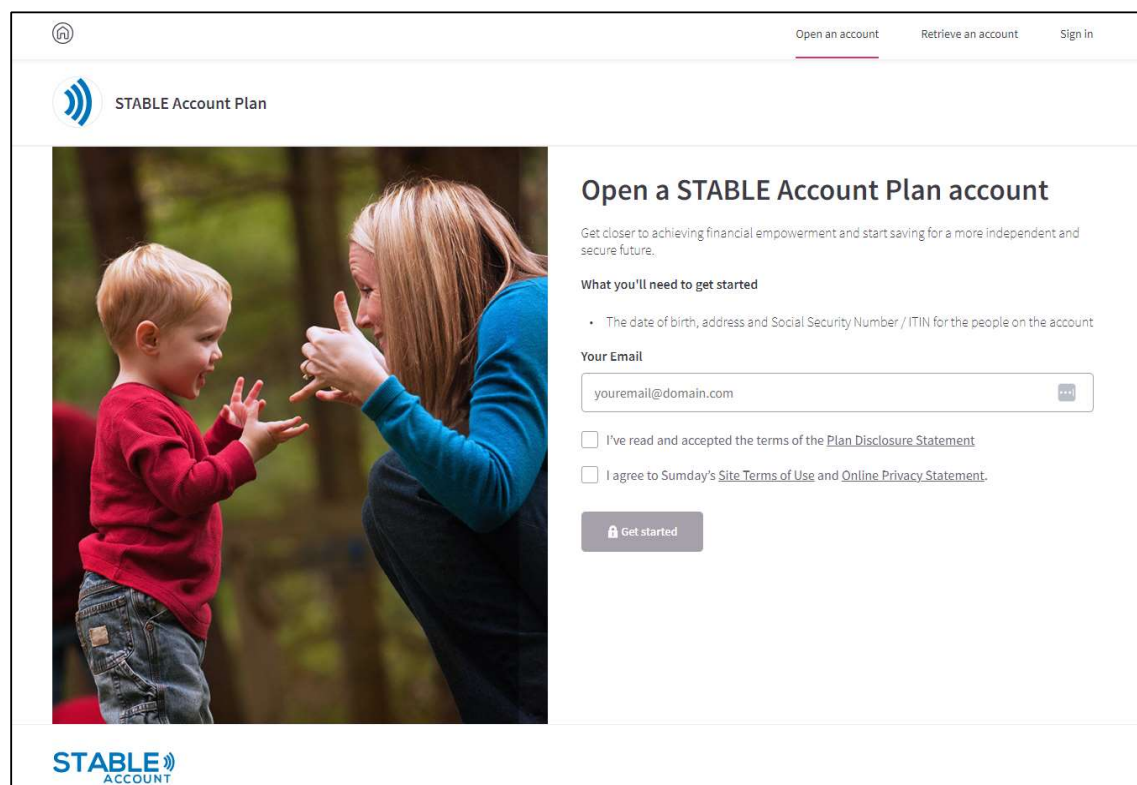 Open an account Retrieve an account Sign in
STABLE Account Plan
Open a STABLE Account Plan account
Get closer to achieving financial empowerment and start saving for a more independent and
secure future.
What you'll need to get started
• The date of birth, address and Social Security Number / ITIN for the people on the account
Your Email
youremail@domain.com
I've read and accepted the terms of the Plan Disclosure Statement
I agree to Sumday's Site Terms of Use and Online Privacy Statement.
Get started
STABLE
ACCOUNT